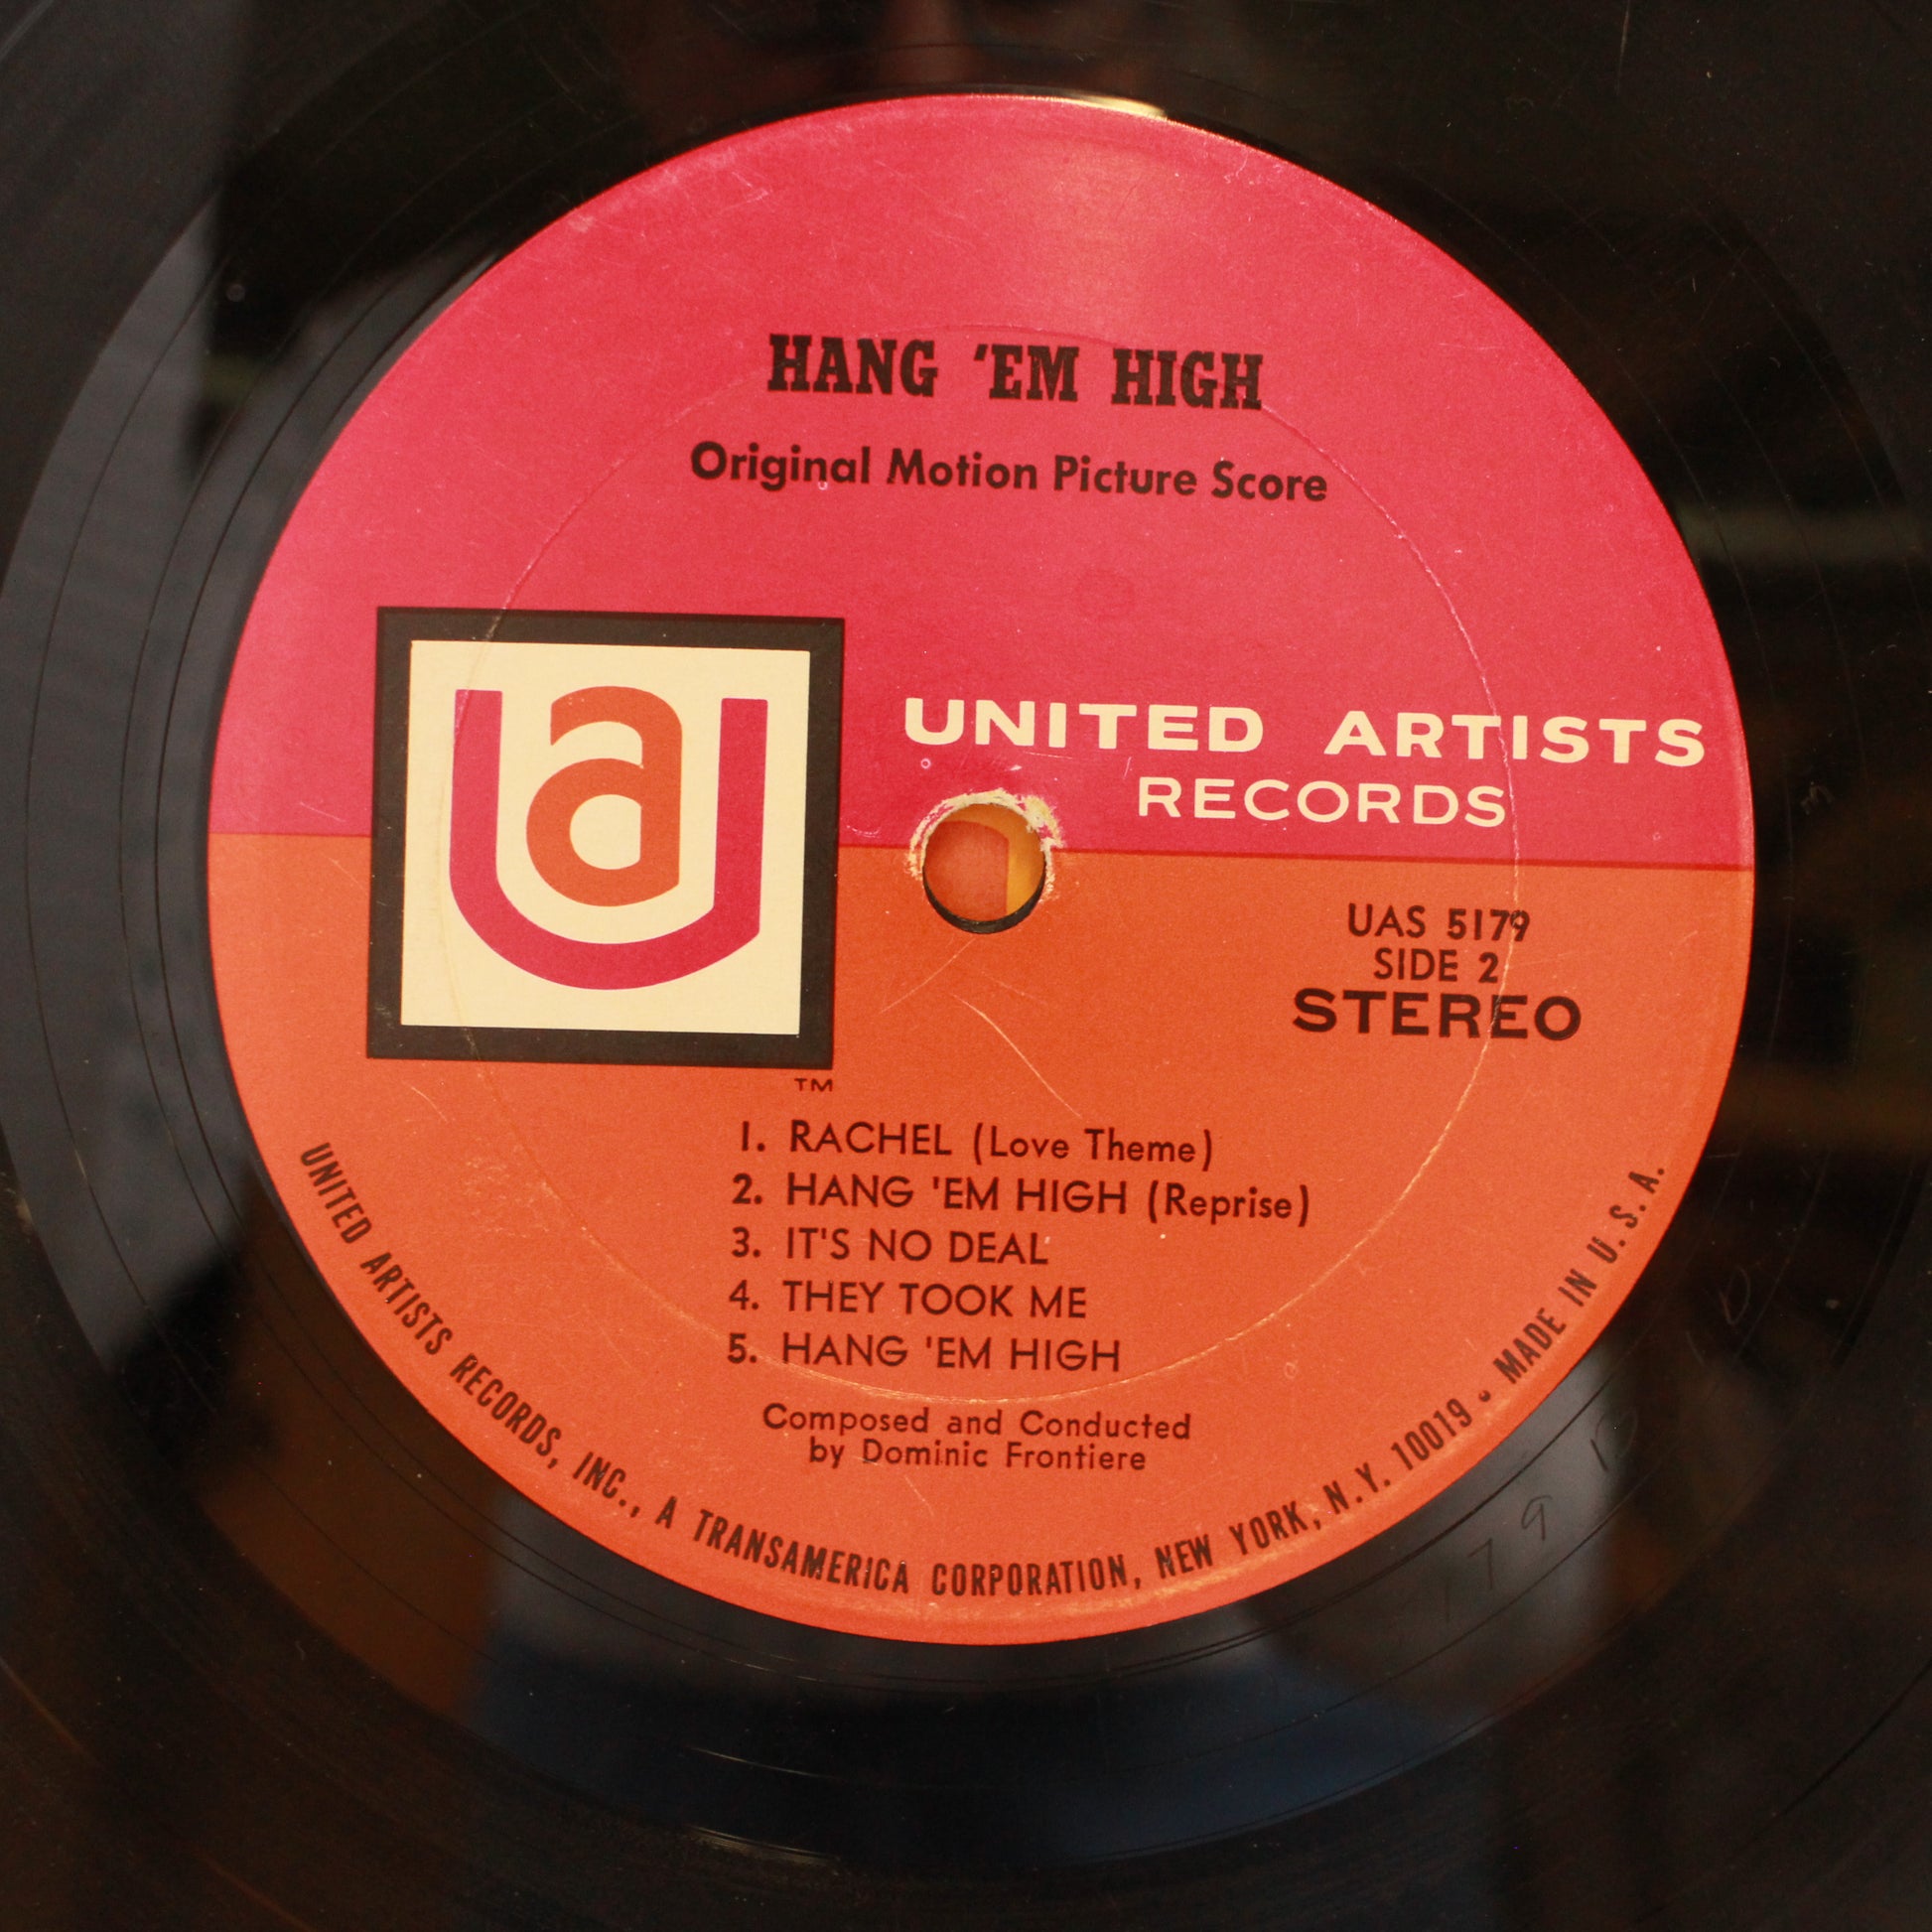 HANG 'EM HIGH
Original Motion Picture Score
ua
UNITED ARTISTS
RECORDS
UAS 5179
SIDE 2
STEREO
TM
1. RACHEL (Love Theme)
2. HANG 'EM HIGH (Reprise)
3. IT'S NO DEAL
4. THEY TOOK ME
5. HANG 'EM HIGH
Composed and Conducted
by Dominic Frontiere
UNITED ARTISTS RECORDS, INC., A TRANSAMERICA CORPORATION, NEW YORK, N.Y. 10019 • MADE IN U.S.A.